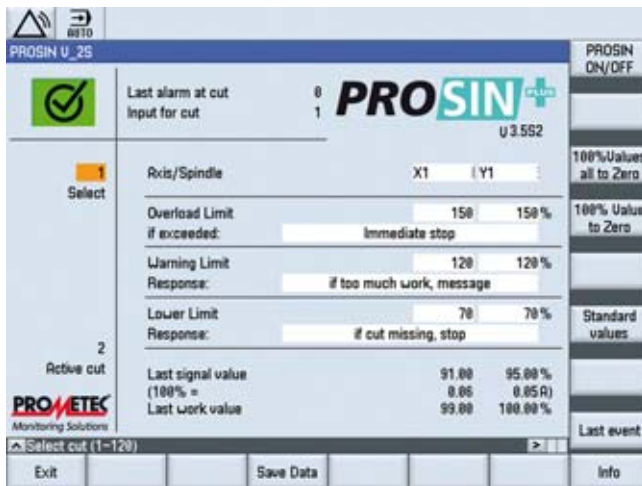 AUTO
PROSIN U_2S
PROSIN
ON/OFF
Last alarm at cut 0
Input for cut 1
PROSIN PLUS
U3.5S2
1
Select
Axis/Spindle X1 Y1
100%Values
all to Zero
Overload Limit 150 150%
if exceeded: Immediate stop
100% Value
to Zero
Warning Limit 120 120%
Response: if too much work, message
Lower Limit 70 70%
Response: if cut missing, stop
Standard
values
2
Active cut
Last signal value 91.00 95.00%
(100% = 0.06 0.05A)
Last work value 99.00 100.00%
PROMETEC
Monitoring Solutions
Last event
Select cut (1-120) >
Exit Save Data Info